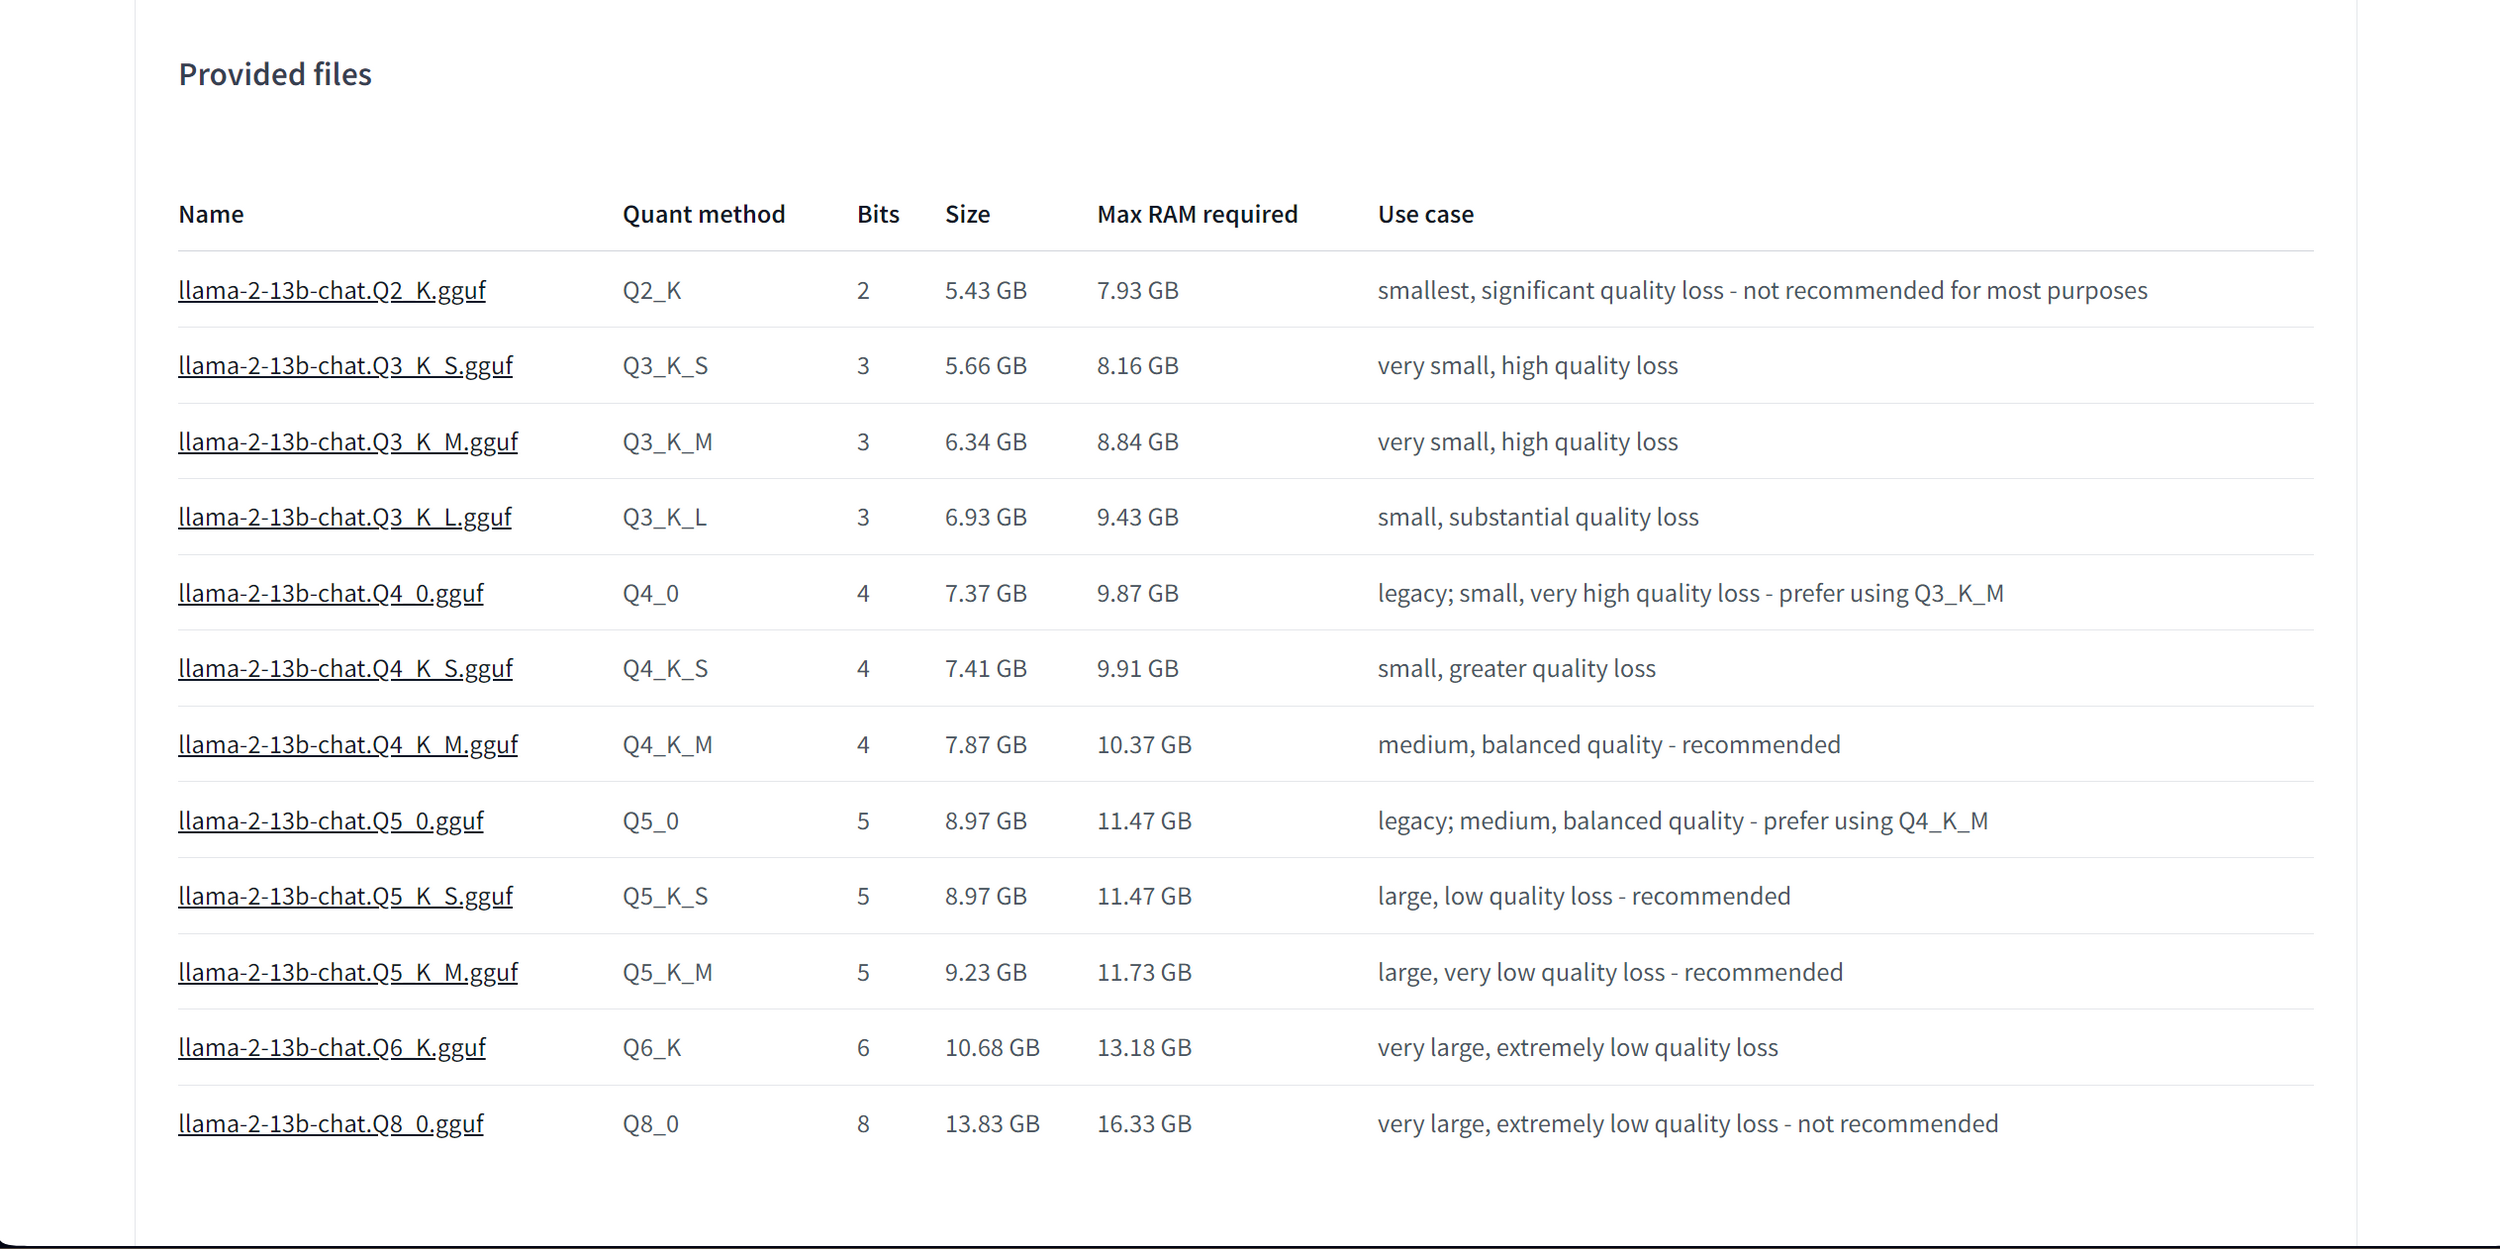 Provided files
Name Quant method Bits Size Max RAM required Use case
llama-2-13b-chat.Q2_K.gguf Q2_K 2 5.43 GB 7.93 GB smallest, significant quality loss - not recommended for most purposes
llama-2-13b-chat.Q3_K_S.gguf Q3_K_S 3 5.66 GB 8.16 GB very small, high quality loss
llama-2-13b-chat.Q3_K_M.gguf Q3_K_M 3 6.34 GB 8.84 GB very small, high quality loss
llama-2-13b-chat.Q3_K_L.gguf Q3_K_L 3 6.93 GB 9.43 GB small, substantial quality loss
llama-2-13b-chat.Q4_0.gguf Q4_0 4 7.37 GB 9.87 GB legacy; small, very high quality loss - prefer using Q3_K_M
llama-2-13b-chat.Q4_K_S.gguf Q4_K_S 4 7.41 GB 9.91 GB small, greater quality loss
llama-2-13b-chat.Q4_K_M.gguf Q4_K_M 4 7.87 GB 10.37 GB medium, balanced quality - recommended
llama-2-13b-chat.Q5_0.gguf Q5_0 5 8.97 GB 11.47 GB legacy; medium, balanced quality - prefer using Q4_K_M
llama-2-13b-chat.Q5_K_S.gguf Q5_K_S 5 8.97 GB 11.47 GB large, low quality loss - recommended
llama-2-13b-chat.Q5_K_M.gguf Q5_K_M 5 9.23 GB 11.73 GB large, very low quality loss - recommended
llama-2-13b-chat.Q6_K.gguf Q6_K 6 10.68 GB 13.18 GB very large, extremely low quality loss
llama-2-13b-chat.Q8_0.gguf Q8_0 8 13.83 GB 16.33 GB very large, extremely low quality loss - not recommended